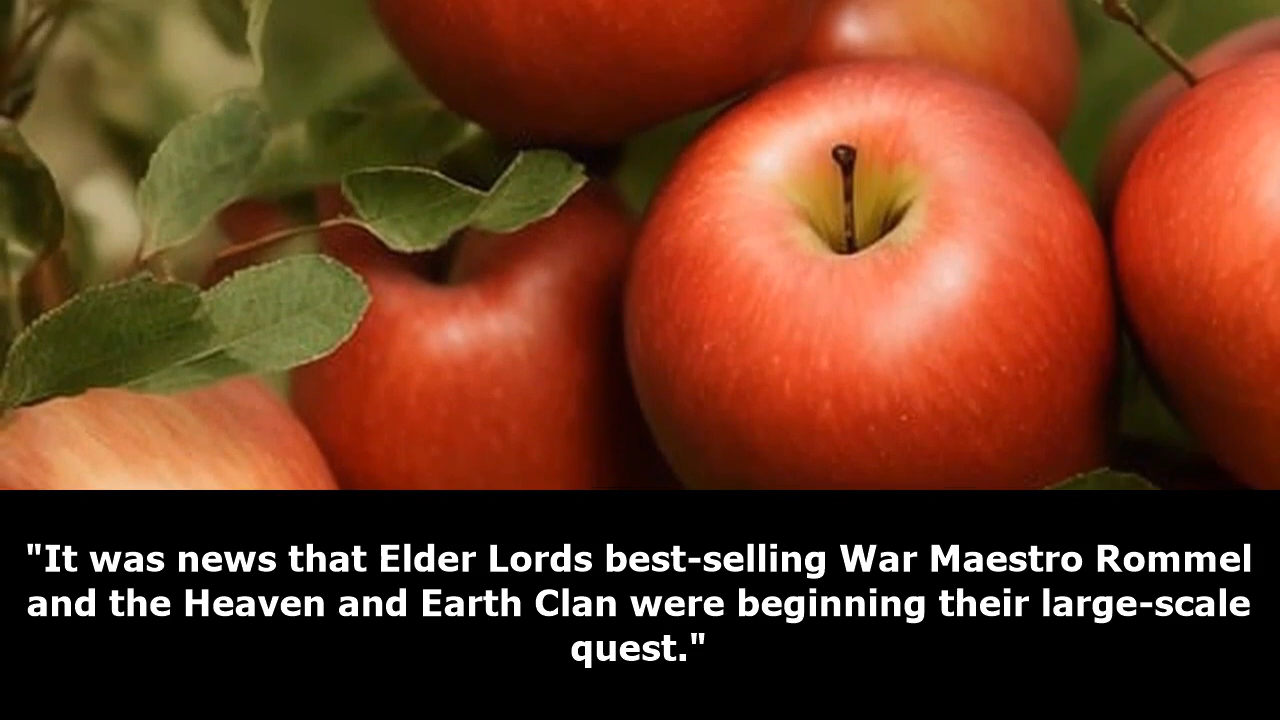 "It was news that Elder Lords best-selling War Maestro Rommel
and the Heaven and Earth Clan were beginning their large-scale
quest."